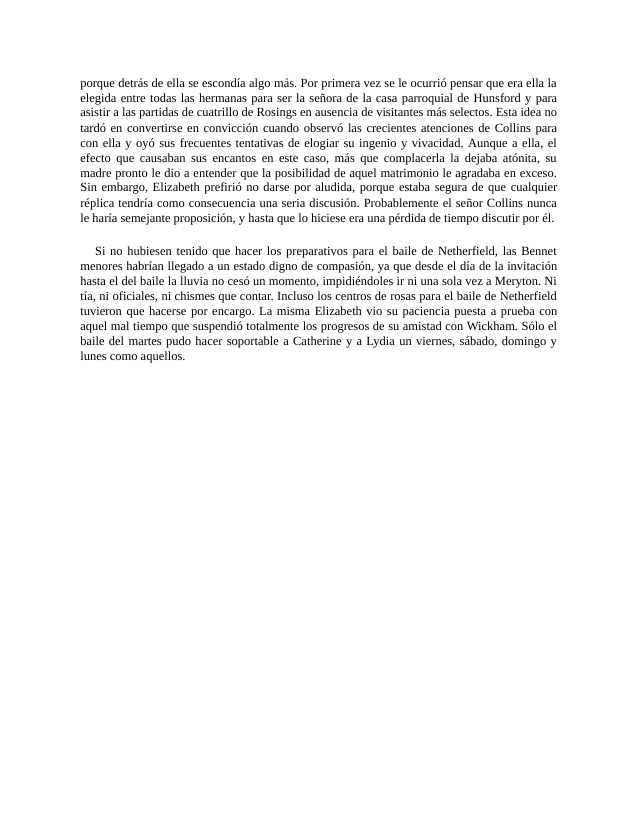 porque detrás de ella se escondía algo más. Por primera vez se le ocurrió pensar que era ella la
elegida entre todas las hermanas para ser la señora de la casa parroquial de Hunsford y para
asistir a las partidas de cuatrillo de Rosings en ausencia de visitantes más selectos. Esta idea no
tardó en convertirse en convicción cuando observó las crecientes atenciones de Collins para
con ella y oyó sus frecuentes tentativas de elogiar su ingenio y vivacidad. Aunque a ella, el
efecto que causaban sus encantos en este caso, más que complacerla la dejaba atónita, su
madre pronto le dio a entender que la posibilidad de aquel matrimonio le agradaba en exceso.
Sin embargo, Elizabeth prefirió no darse por aludida, porque estaba segura de que cualquier
réplica tendría como consecuencia una seria discusión. Probablemente el señor Collins nunca
le haría semejante proposición, y hasta que lo hiciese era una pérdida de tiempo discutir por él.
Si no hubiesen tenido que hacer los preparativos para el baile de Netherfield, las Bennet
menores habrían llegado a un estado digno de compasión, ya que desde el día de la invitación
hasta el del baile la lluvia no cesó un momento, impidiéndoles ir ni una sola vez a Meryton. Ni
tía, ni oficiales, ni chismes que contar. Incluso los centros de rosas para el baile de Netherfield
tuvieron que hacerse por encargo. La misma Elizabeth vio su paciencia puesta a prueba con
aquel mal tiempo que suspendió totalmente los progresos de su amistad con Wickham. Sólo el
baile del martes pudo hacer soportable a Catherine y a Lydia un viernes, sábado, domingo y
lunes como aquellos.